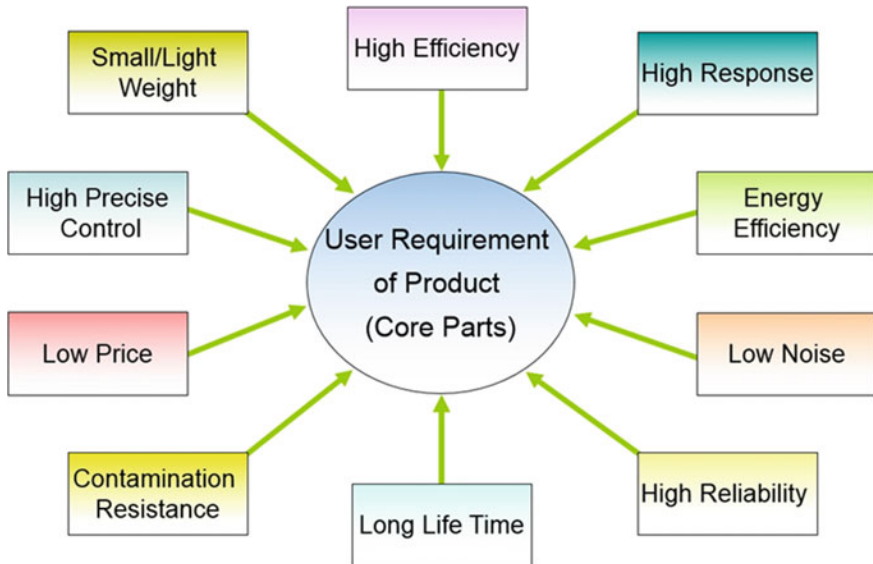 High Efficiency
Small/Light
Weight
High Response
High Precise
Control
Energy
Efficiency
User Requirement
of Product
(Core Parts)
Low Price
Low Noise
Contamination
Resistance
High Reliability
Long Life Time